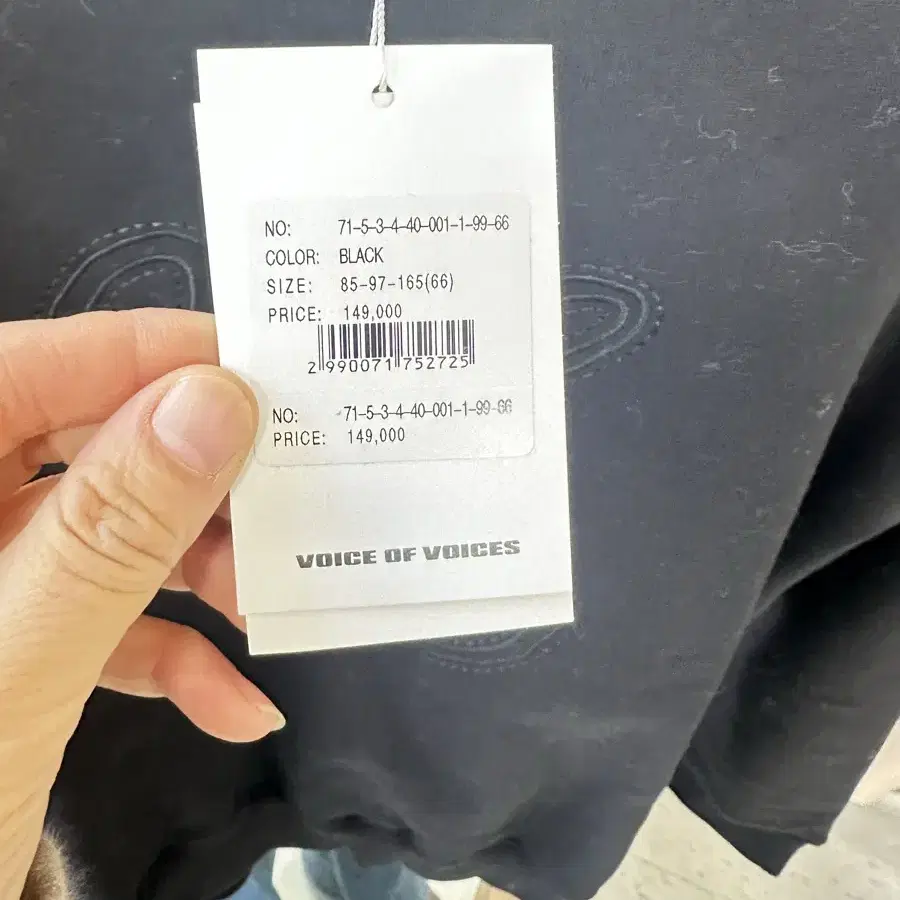 NO: 71-5-3-4-40-001-1-99-66
COLOR: BLACK
SIZE: 85-97-165(66)
PRICE: 149,000
2 990071 752725
NO: 71-5-3-4-40-001-1-99-66
PRICE: 149,000
VOICE OF VOICES